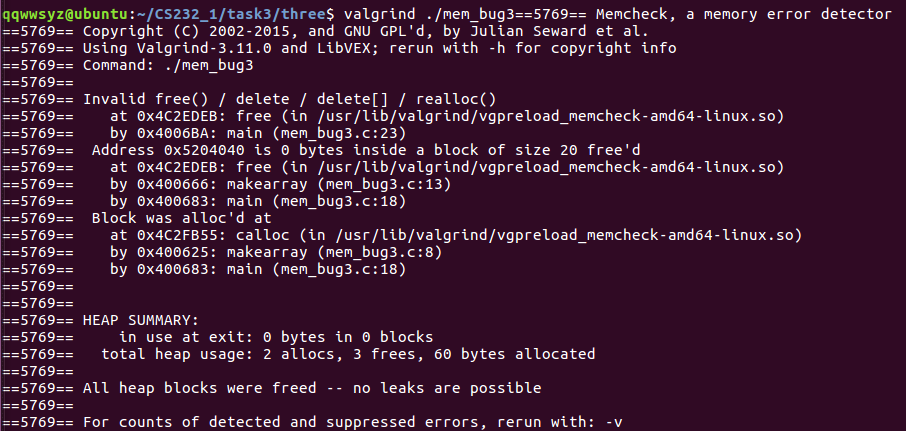 qqwwsyz@ubuntu:~/CS232_1/task3/three$ valgrind ./mem_bug3==5769== Memcheck, a memory error detector
==5769== Copyright (C) 2002-2015, and GNU GPL'd, by Julian Seward et al.
==5769== Using Valgrind-3.11.0 and LibVEX; rerun with -h for copyright info
==5769== Command: ./mem_bug3
==5769==
==5769== Invalid free() / delete / delete[] / realloc()
==5769==    at 0x4C2EDEB: free (in /usr/lib/valgrind/vgpreload_memcheck-amd64-linux.so)
==5769==    by 0x4006BA: main (mem_bug3.c:23)
==5769==  Address 0x5204040 is 0 bytes inside a block of size 20 free'd
==5769==    at 0x4C2EDEB: free (in /usr/lib/valgrind/vgpreload_memcheck-amd64-linux.so)
==5769==    by 0x400666: makearray (mem_bug3.c:13)
==5769==    by 0x400683: main (mem_bug3.c:18)
==5769==  Block was alloc'd at
==5769==    at 0x4C2FB55: calloc (in /usr/lib/valgrind/vgpreload_memcheck-amd64-linux.so)
==5769==    by 0x400625: makearray (mem_bug3.c:8)
==5769==    by 0x400683: main (mem_bug3.c:18)
==5769==
==5769==
==5769== HEAP SUMMARY:
==5769==     in use at exit: 0 bytes in 0 blocks
==5769==   total heap usage: 2 allocs, 3 frees, 60 bytes allocated
==5769==
==5769== All heap blocks were freed -- no leaks are possible
==5769==
==5769== For counts of detected and suppressed errors, rerun with: -v